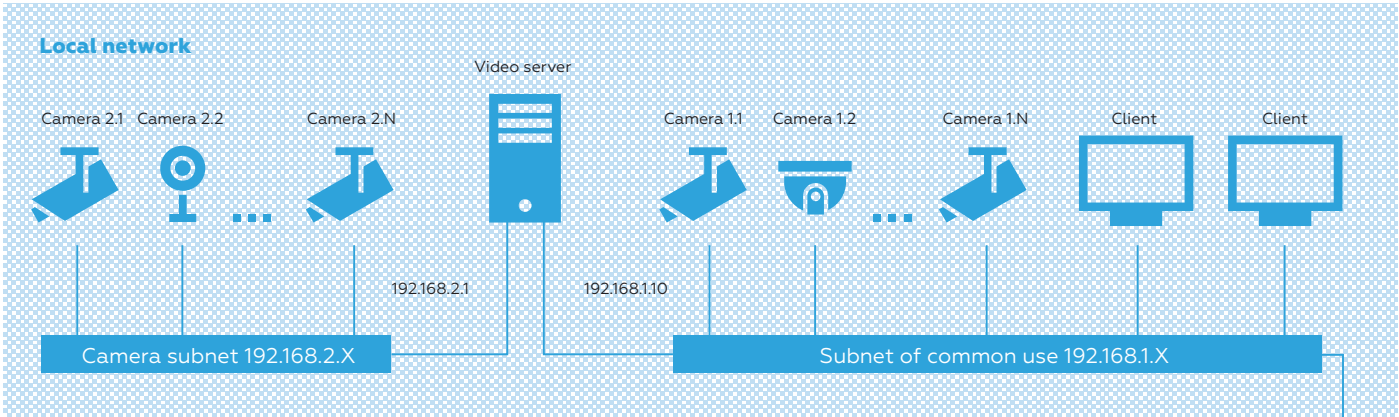 Local network
Video server
Camera 2.1
Camera 2.2
Camera 2.N
Camera 1.1
Camera 1.2
Camera 1.N
Client
Client
192.168.2.1
192.168.1.10
Camera subnet 192.168.2.X
Subnet of common use 192.168.1.X